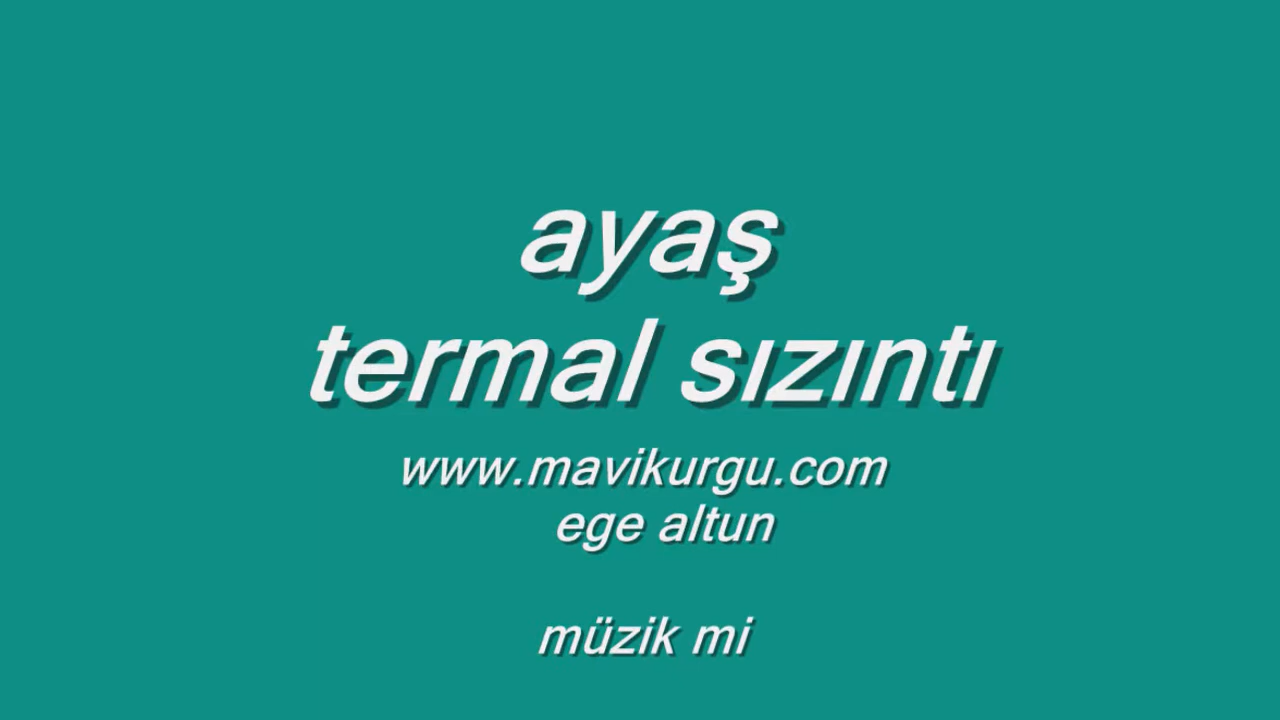 ayaş
termal sızıntı
www.mavikurgu.com
ege altun
müzik mi